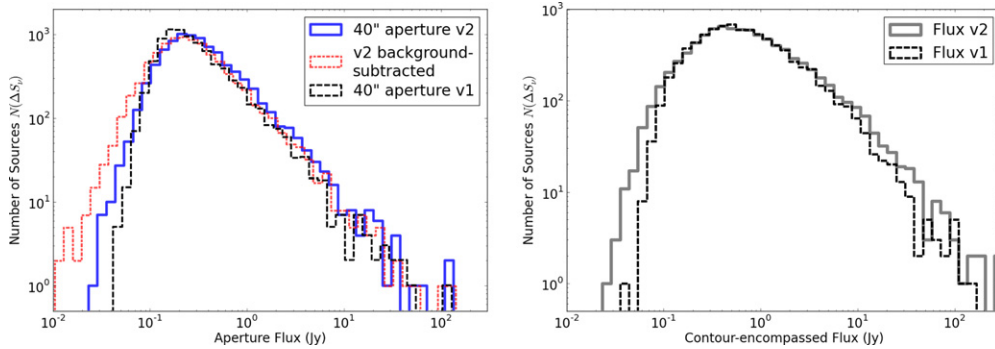 Number of Sources N(ΔSν)
10³
10²
10¹
10⁰
40" aperture v2
v2 background-
subtracted
40" aperture v1
10⁻² 10⁻¹ 10⁰ 10¹ 10²
Aperture Flux (Jy)
Number of Sources N(ΔSν)
10³
10²
10¹
10⁰
Flux v2
Flux v1
10⁻² 10⁻¹ 10⁰ 10¹ 10²
Contour-encompassed Flux (Jy)